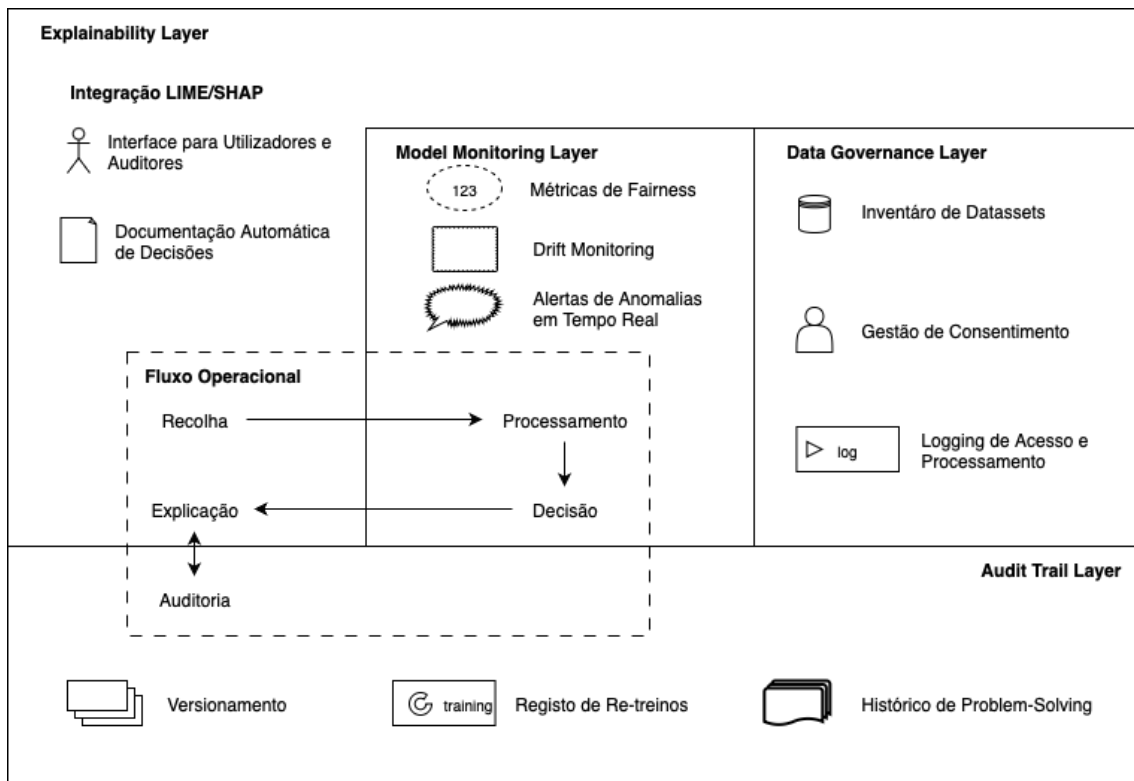 Explainability Layer
Integração LIME/SHAP
Interface para Utilizadores e
Auditores
Documentação Automática
de Decisões
Model Monitoring Layer
123
Métricas de Fairness
Drift Monitoring
Alertas de Anomalias
em Tempo Real
Data Governance Layer
Inventáro de Datassets
Gestão de Consentimento
log
Logging de Acesso e
Processamento
Fluxo Operacional
Recolha
Processamento
Explicação
Decisão
Auditoria
Audit Trail Layer
Versionamento
training
Registo de Re-treinos
Histórico de Problem-Solving